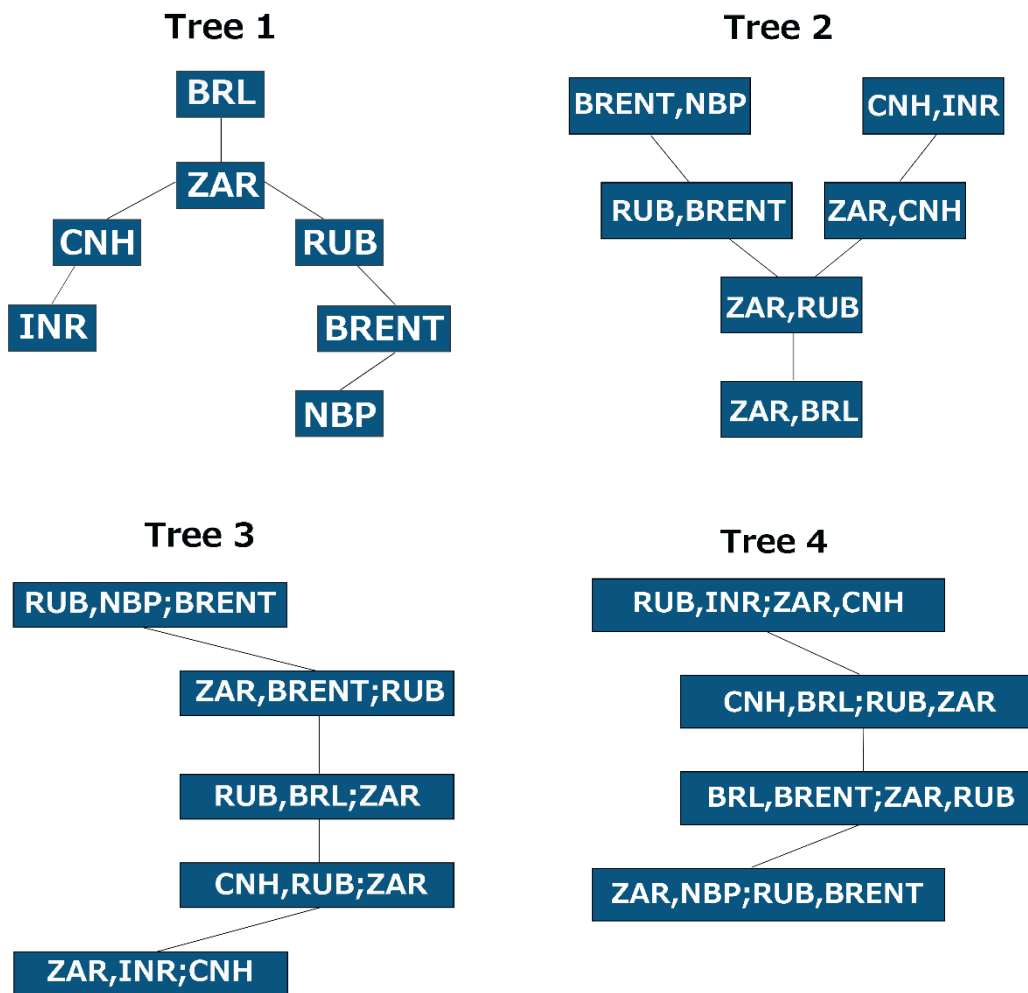 Tree 1
BRL
ZAR
CNH
RUB
INR
BRENT
NBP
Tree 2
BRENT,NBP
CNH,INR
RUB,BRENT
ZAR,CNH
ZAR,RUB
ZAR,BRL
Tree 3
RUB,NBP;BRENT
ZAR,BRENT;RUB
RUB,BRL;ZAR
CNH,RUB;ZAR
ZAR,INR;CNH
Tree 4
RUB,INR;ZAR,CNH
CNH,BRL;RUB,ZAR
BRL,BRENT;ZAR,RUB
ZAR,NBP;RUB,BRENT